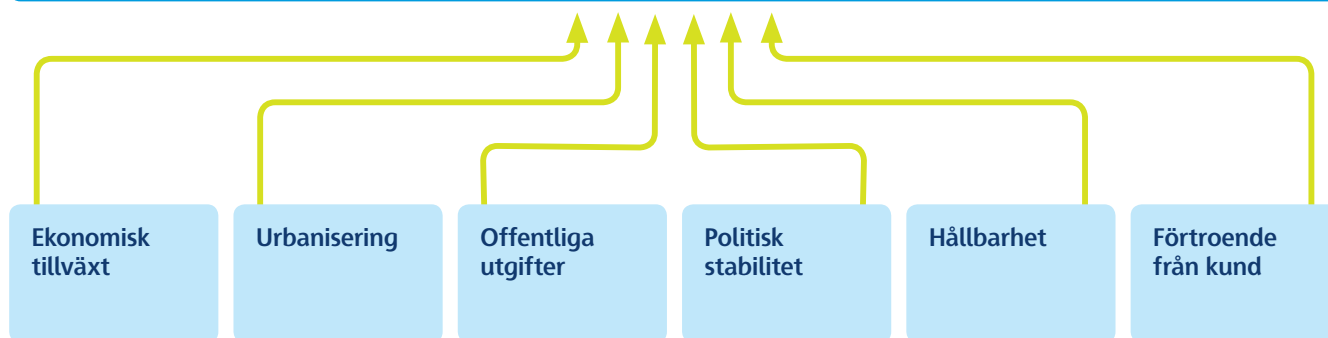 Ekonomisk
tillväxt
Urbanisering
Offentliga
utgifter
Politisk
stabilitet
Hållbarhet
Förtroende
från kund